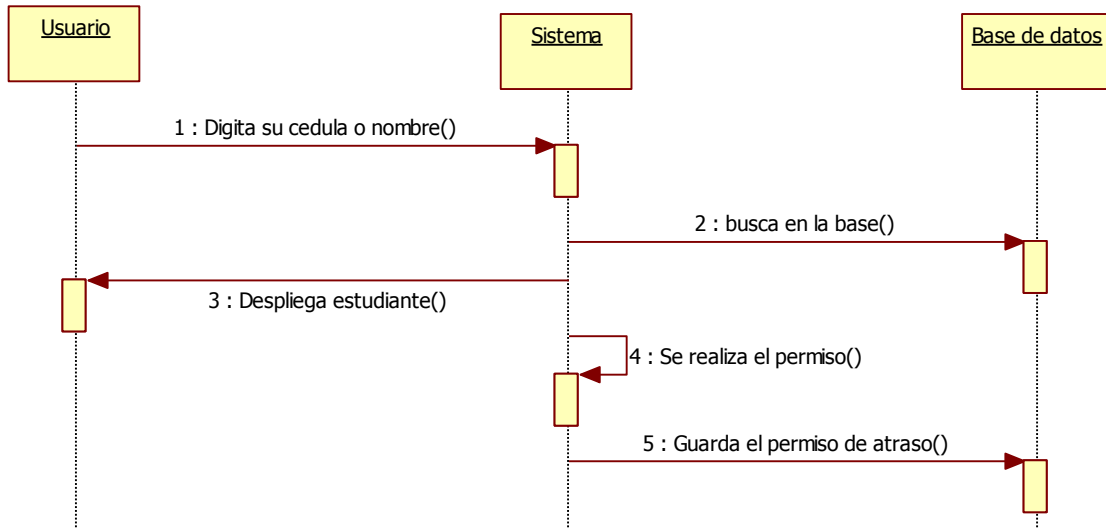 Usuario
Sistema
Base de datos
1 : Digita su cedula o nombre()
2 : busca en la base()
3 : Despliega estudiante()
4 : Se realiza el permiso()
5 : Guarda el permiso de atraso()